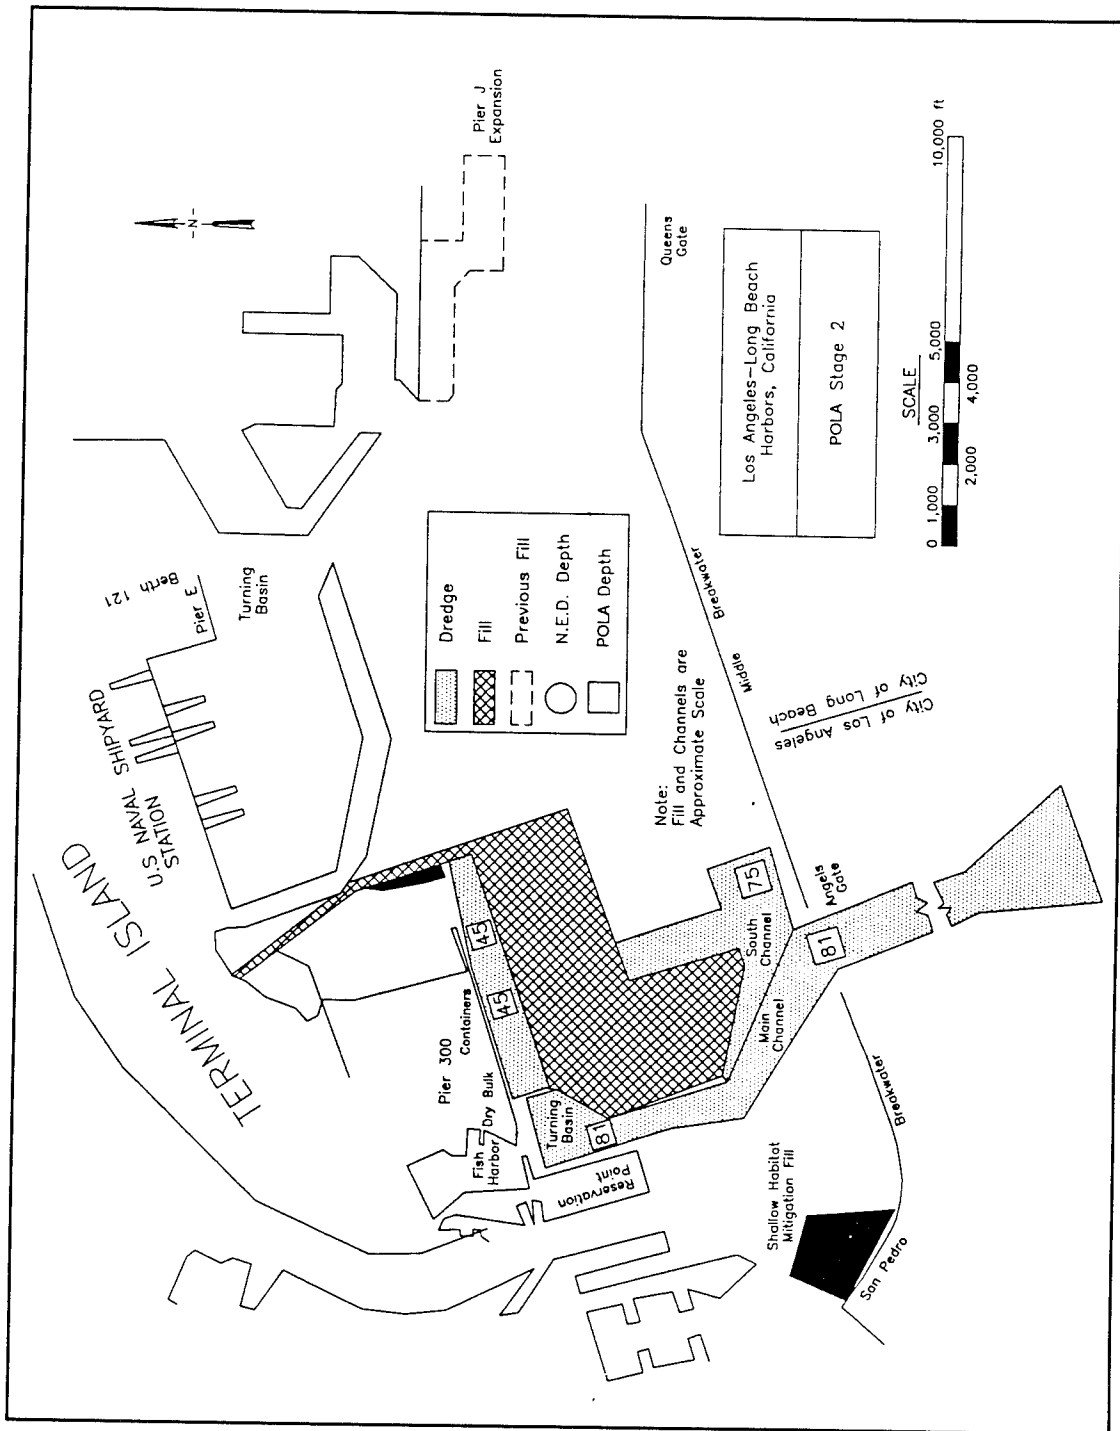 TERMINAL ISLAND
U.S NAVAL SHIPYARD
STATION
Berth 121
Pier E
Turning
Basin
-N-
Pier J
Expansion
Pier 300
Containers
Dry Bulk
Fish
Harbor
45
45
Turning
Basin
81
Reservation
Point
Dredge
Fill
Previous Fill
N.E.D. Depth
POLA Depth
Note:
Fill and Channels are
Approximate Scale
Queens
Gate
Middle Breakwater
South
Channel
75
Main
Channel
81
Angels
Gate
City of Los Angeles
City of Long Beach
Shallow Habitat
Mitigation Fill
San Pedro
Breakwater
Los Angeles-Long Beach
Harbors, California
POLA Stage 2
SCALE
0 1,000 3,000 5,000 10,000 ft
2,000 4,000